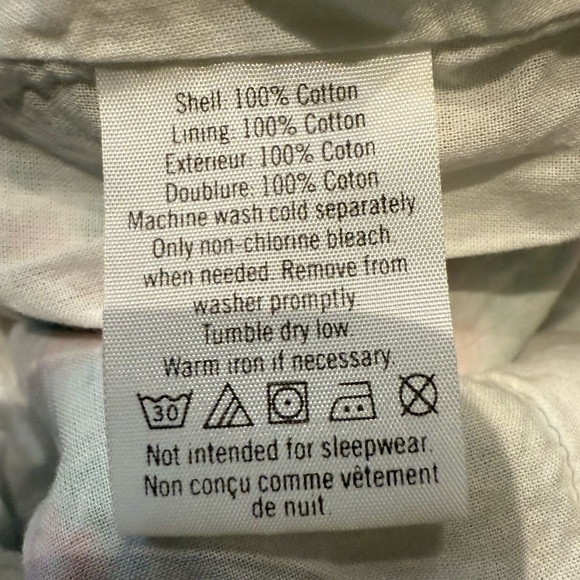 Shell: 100% Cotton
Lining: 100% Cotton
Extérieur: 100% Coton
Doublure: 100% Coton
Machine wash cold separately
Only non-chlorine bleach
when needed. Remove from
washer promptly
Tumble dry low.
Warm iron if necessary.
30
Not intended for sleepwear.
Non conçu comme vêtement
de nuit.